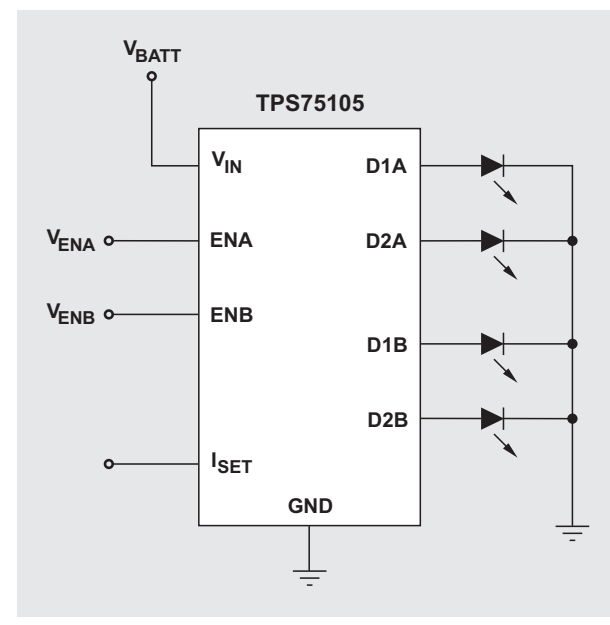 V_BATT
TPS75105
V_IN
D1A
V_ENA
ENA
D2A
V_ENB
ENB
D1B
D2B
I_SET
GND